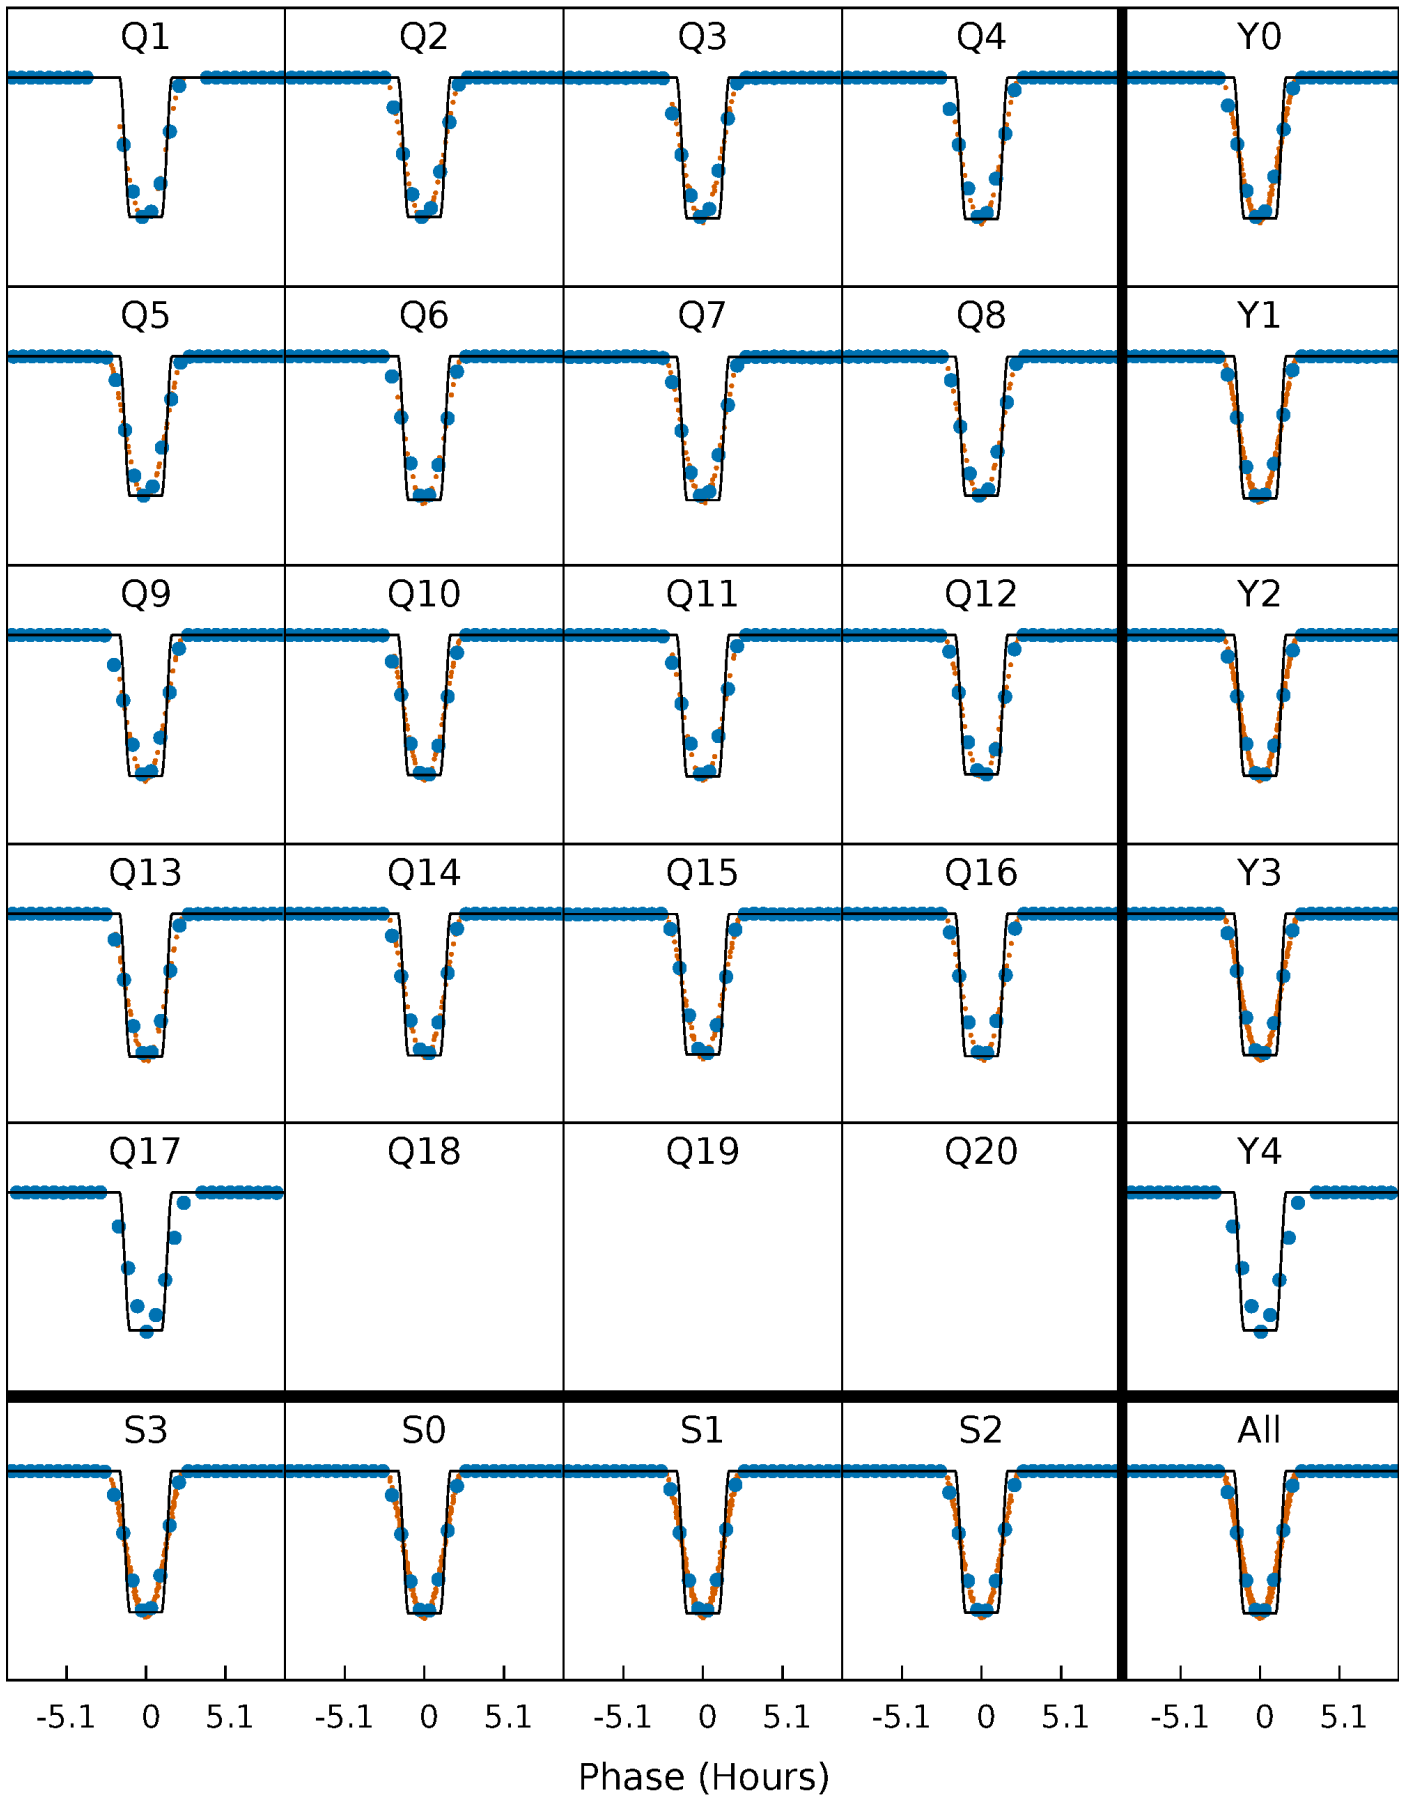 Q1 Q2 Q3 Q4 Y0
Q5 Q6 Q7 Q8 Y1
Q9 Q10 Q11 Q12 Y2
Q13 Q14 Q15 Q16 Y3
Q17 Q18 Q19 Q20 Y4
S3 S0 S1 S2 All
-5.1 0 5.1 -5.1 0 5.1 -5.1 0 5.1 -5.1 0 5.1 -5.1 0 5.1
Phase (Hours)